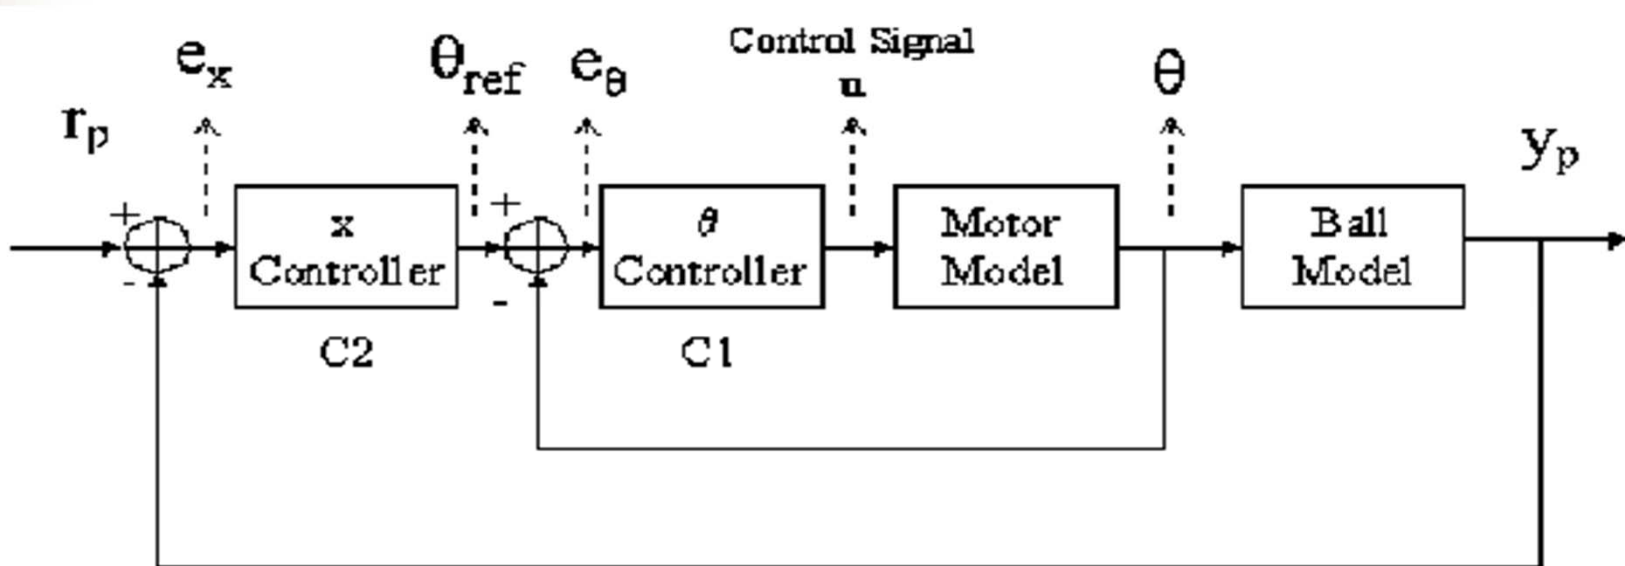 Control Signal
e_x
θ_ref
e_θ
u
θ
r_p
y_p
+
-
+
-
x
Controller
θ
Controller
Motor
Model
Ball
Model
C2
C1